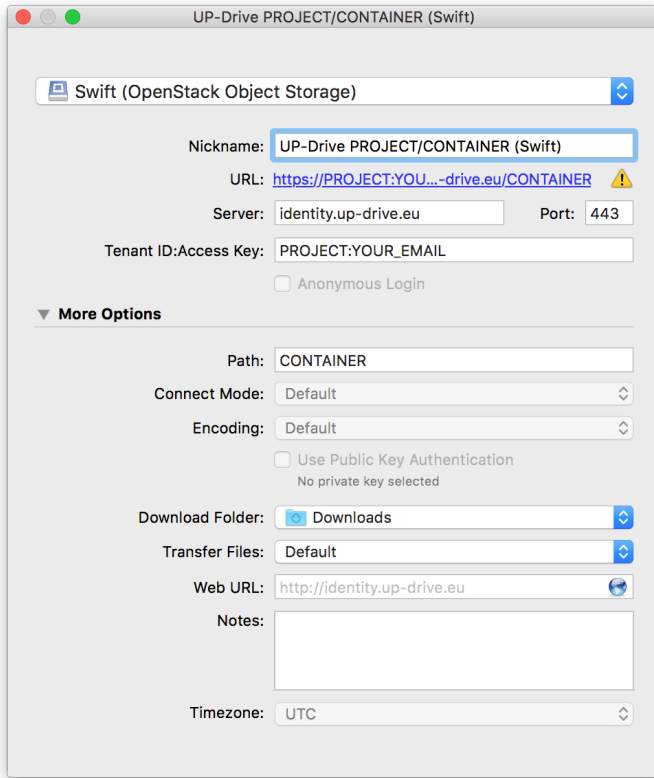 UP-Drive PROJECT/CONTAINER (Swift)
Swift (OpenStack Object Storage)
Nickname: UP-Drive PROJECT/CONTAINER (Swift)
URL: https://PROJECT:YOU...-drive.eu/CONTAINER
Server: identity.up-drive.eu Port: 443
Tenant ID:Access Key: PROJECT:YOUR_EMAIL
Anonymous Login
More Options
Path: CONTAINER
Connect Mode: Default
Encoding: Default
Use Public Key Authentication
No private key selected
Download Folder: Downloads
Transfer Files: Default
Web URL: http://identity.up-drive.eu
Notes:
Timezone: UTC